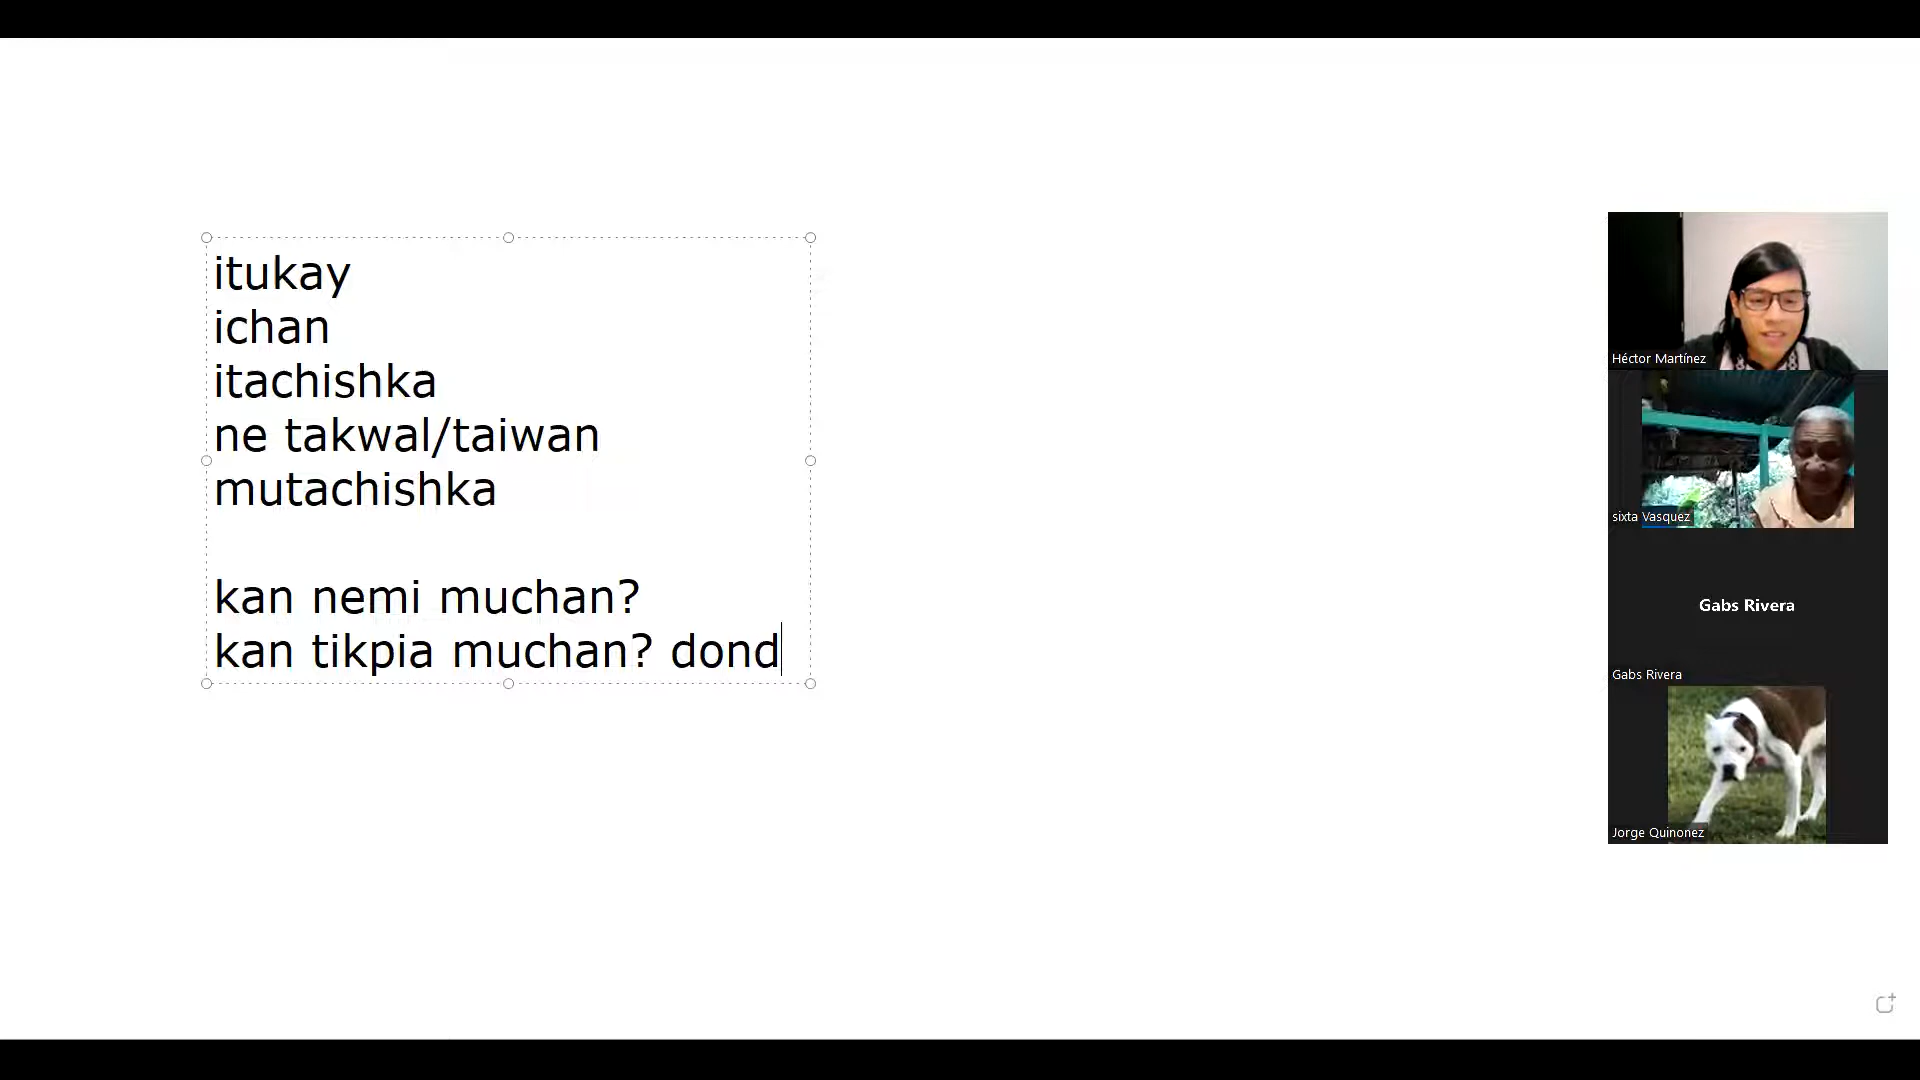 itukay
ichan
itachishka
ne takwal/taiwan
mutachishka
kan nemi muchan?
kan tikpia muchan? dond
Héctor Martínez
sixta Vasquez
Gabs Rivera
Gabs Rivera
Jorge Quinonez